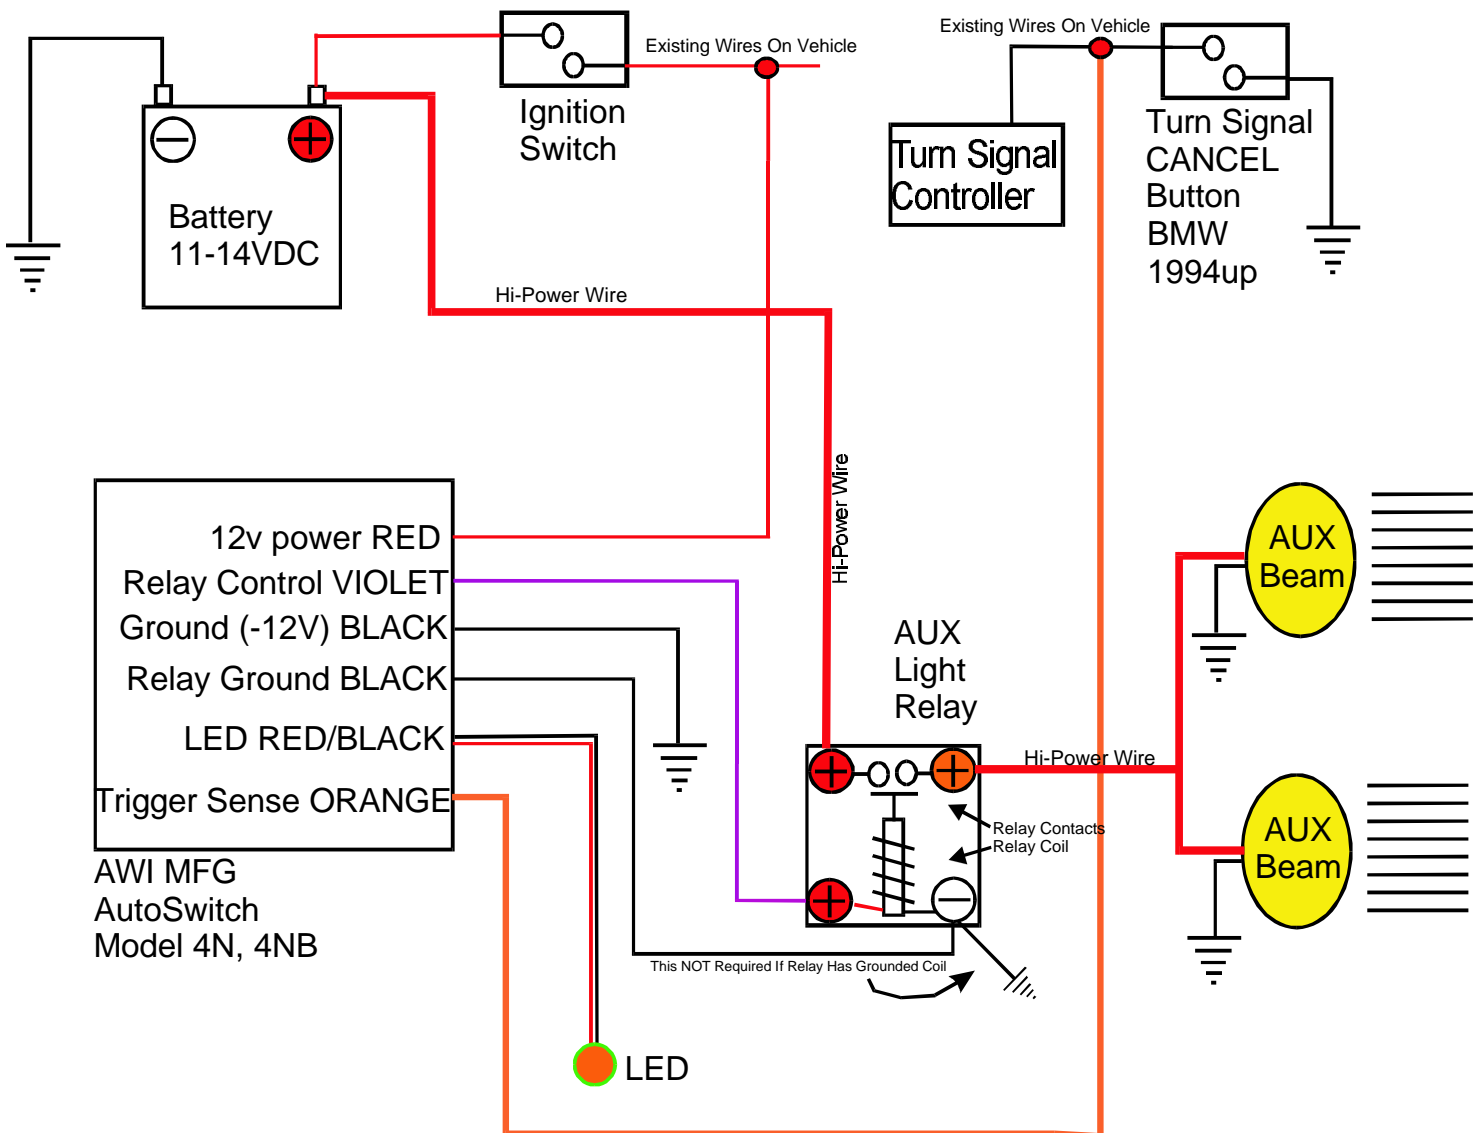 Existing Wires On Vehicle
Existing Wires On Vehicle
Ignition
Switch
Turn Signal
CANCEL
Button
BMW
1994up
Turn Signal
Controller
Battery
11-14VDC
Hi-Power Wire
Hi-Power Wire
12v power RED
Relay Control VIOLET
Ground (-12V) BLACK
Relay Ground BLACK
LED RED/BLACK
Trigger Sense ORANGE
AWI MFG
AutoSwitch
Model 4N, 4NB
AUX
Light
Relay
Hi-Power Wire
Relay Contacts
Relay Coil
This NOT Required If Relay Has Grounded Coil
AUX
Beam
AUX
Beam
LED